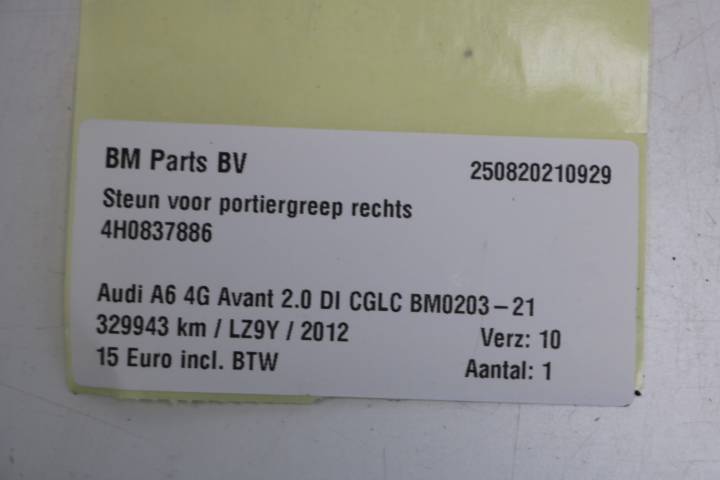 BM Parts BV 250820210929
Steun voor portiergreep rechts
4H0837886
Audi A6 4G Avant 2.0 DI CGLC BM0203-21
329943 km / LZ9Y / 2012 Verz: 10
15 Euro incl. BTW Aantal: 1